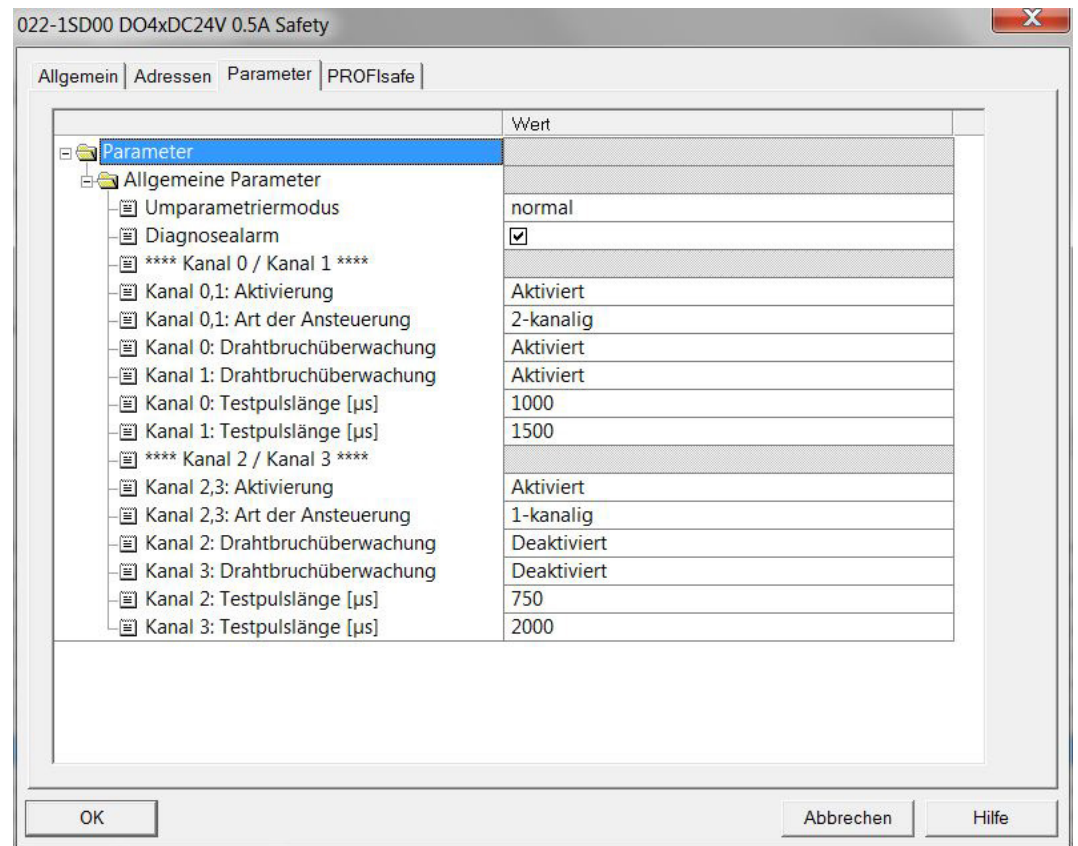 022-1SD00 DO4xDC24V 0.5A Safety
X
Allgemein Adressen Parameter PROFIsafe
Wert
Parameter
Allgemeine Parameter
Umparametriermodus normal
Diagnosealarm
**** Kanal 0 / Kanal 1 ****
Kanal 0,1: Aktivierung Aktiviert
Kanal 0,1: Art der Ansteuerung 2-kanalig
Kanal 0: Drahtbruchüberwachung Aktiviert
Kanal 1: Drahtbruchüberwachung Aktiviert
Kanal 0: Testpulslänge [µs] 1000
Kanal 1: Testpulslänge [µs] 1500
**** Kanal 2 / Kanal 3 ****
Kanal 2,3: Aktivierung Aktiviert
Kanal 2,3: Art der Ansteuerung 1-kanalig
Kanal 2: Drahtbruchüberwachung Deaktiviert
Kanal 3: Drahtbruchüberwachung Deaktiviert
Kanal 2: Testpulslänge [µs] 750
Kanal 3: Testpulslänge [µs] 2000
OK Abbrechen Hilfe